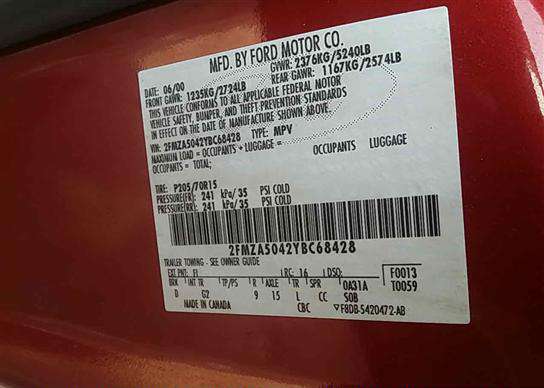 MFD. BY FORD MOTOR CO.
DATE: 06/00 GVWR: 2376KG/5240LB
FRONT GAWR: 1235KG/2724LB REAR GAWR: 1167KG/2574LB
THIS VEHICLE CONFORMS TO ALL APPLICABLE FEDERAL MOTOR
VEHICLE SAFETY, BUMPER, AND THEFT PREVENTION STANDARDS
IN EFFECT ON THE DATE OF MANUFACTURE SHOWN ABOVE.
VIN: 2FMZA5042YBC68428 TYPE: MPV
MAXIMUM LOAD = OCCUPANTS + LUGGAGE = OCCUPANTS LUGGAGE
OCCUPANTS = TOTAL;
TIRE: P205/70R15
PRESSURE(FR): 241 kPa/ 35 PSI COLD
PRESSURE(RR): 241 kPa/ 35 PSI COLD
2FMZA5042YBC68428
TRAILER TOWING - SEE OWNER GUIDE
EXT PNT: FI RC: 16 DSO: F0013
BRK INT TR TP/PS R AXLE TR SPR 0A31A T0059
D G2 9 15 L CC SOB
MADE IN CANADA CBC F8DB-5420472-AB